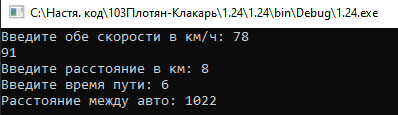 C:\Настя. код\103Плотян-Клакарь\1.24\1.24\bin\Debug\1.24.exe
Введите обе скорости в км/ч: 78
91
Введите расстояние в км: 8
Введите время пути: 6
Расстояние между авто: 1022